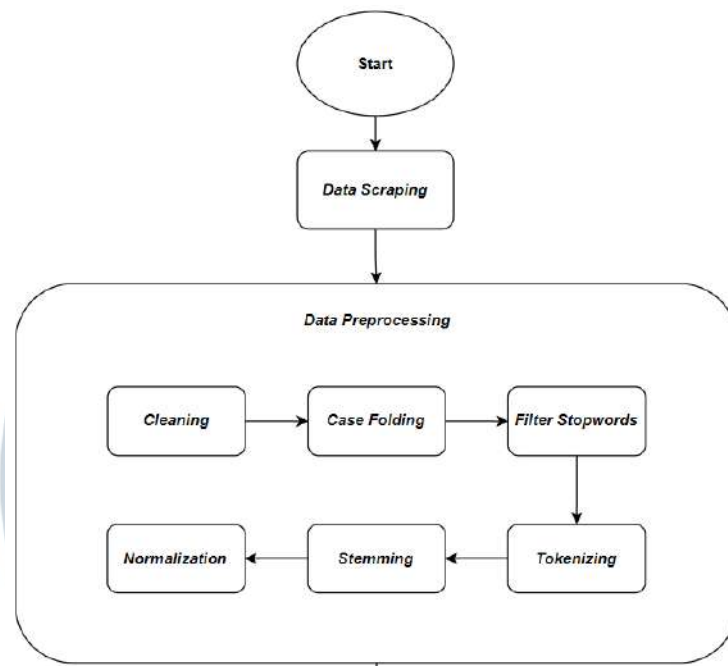 Start
Data Scraping
Data Preprocessing
Cleaning
Case Folding
Filter Stopwords
Tokenizing
Stemming
Normalization